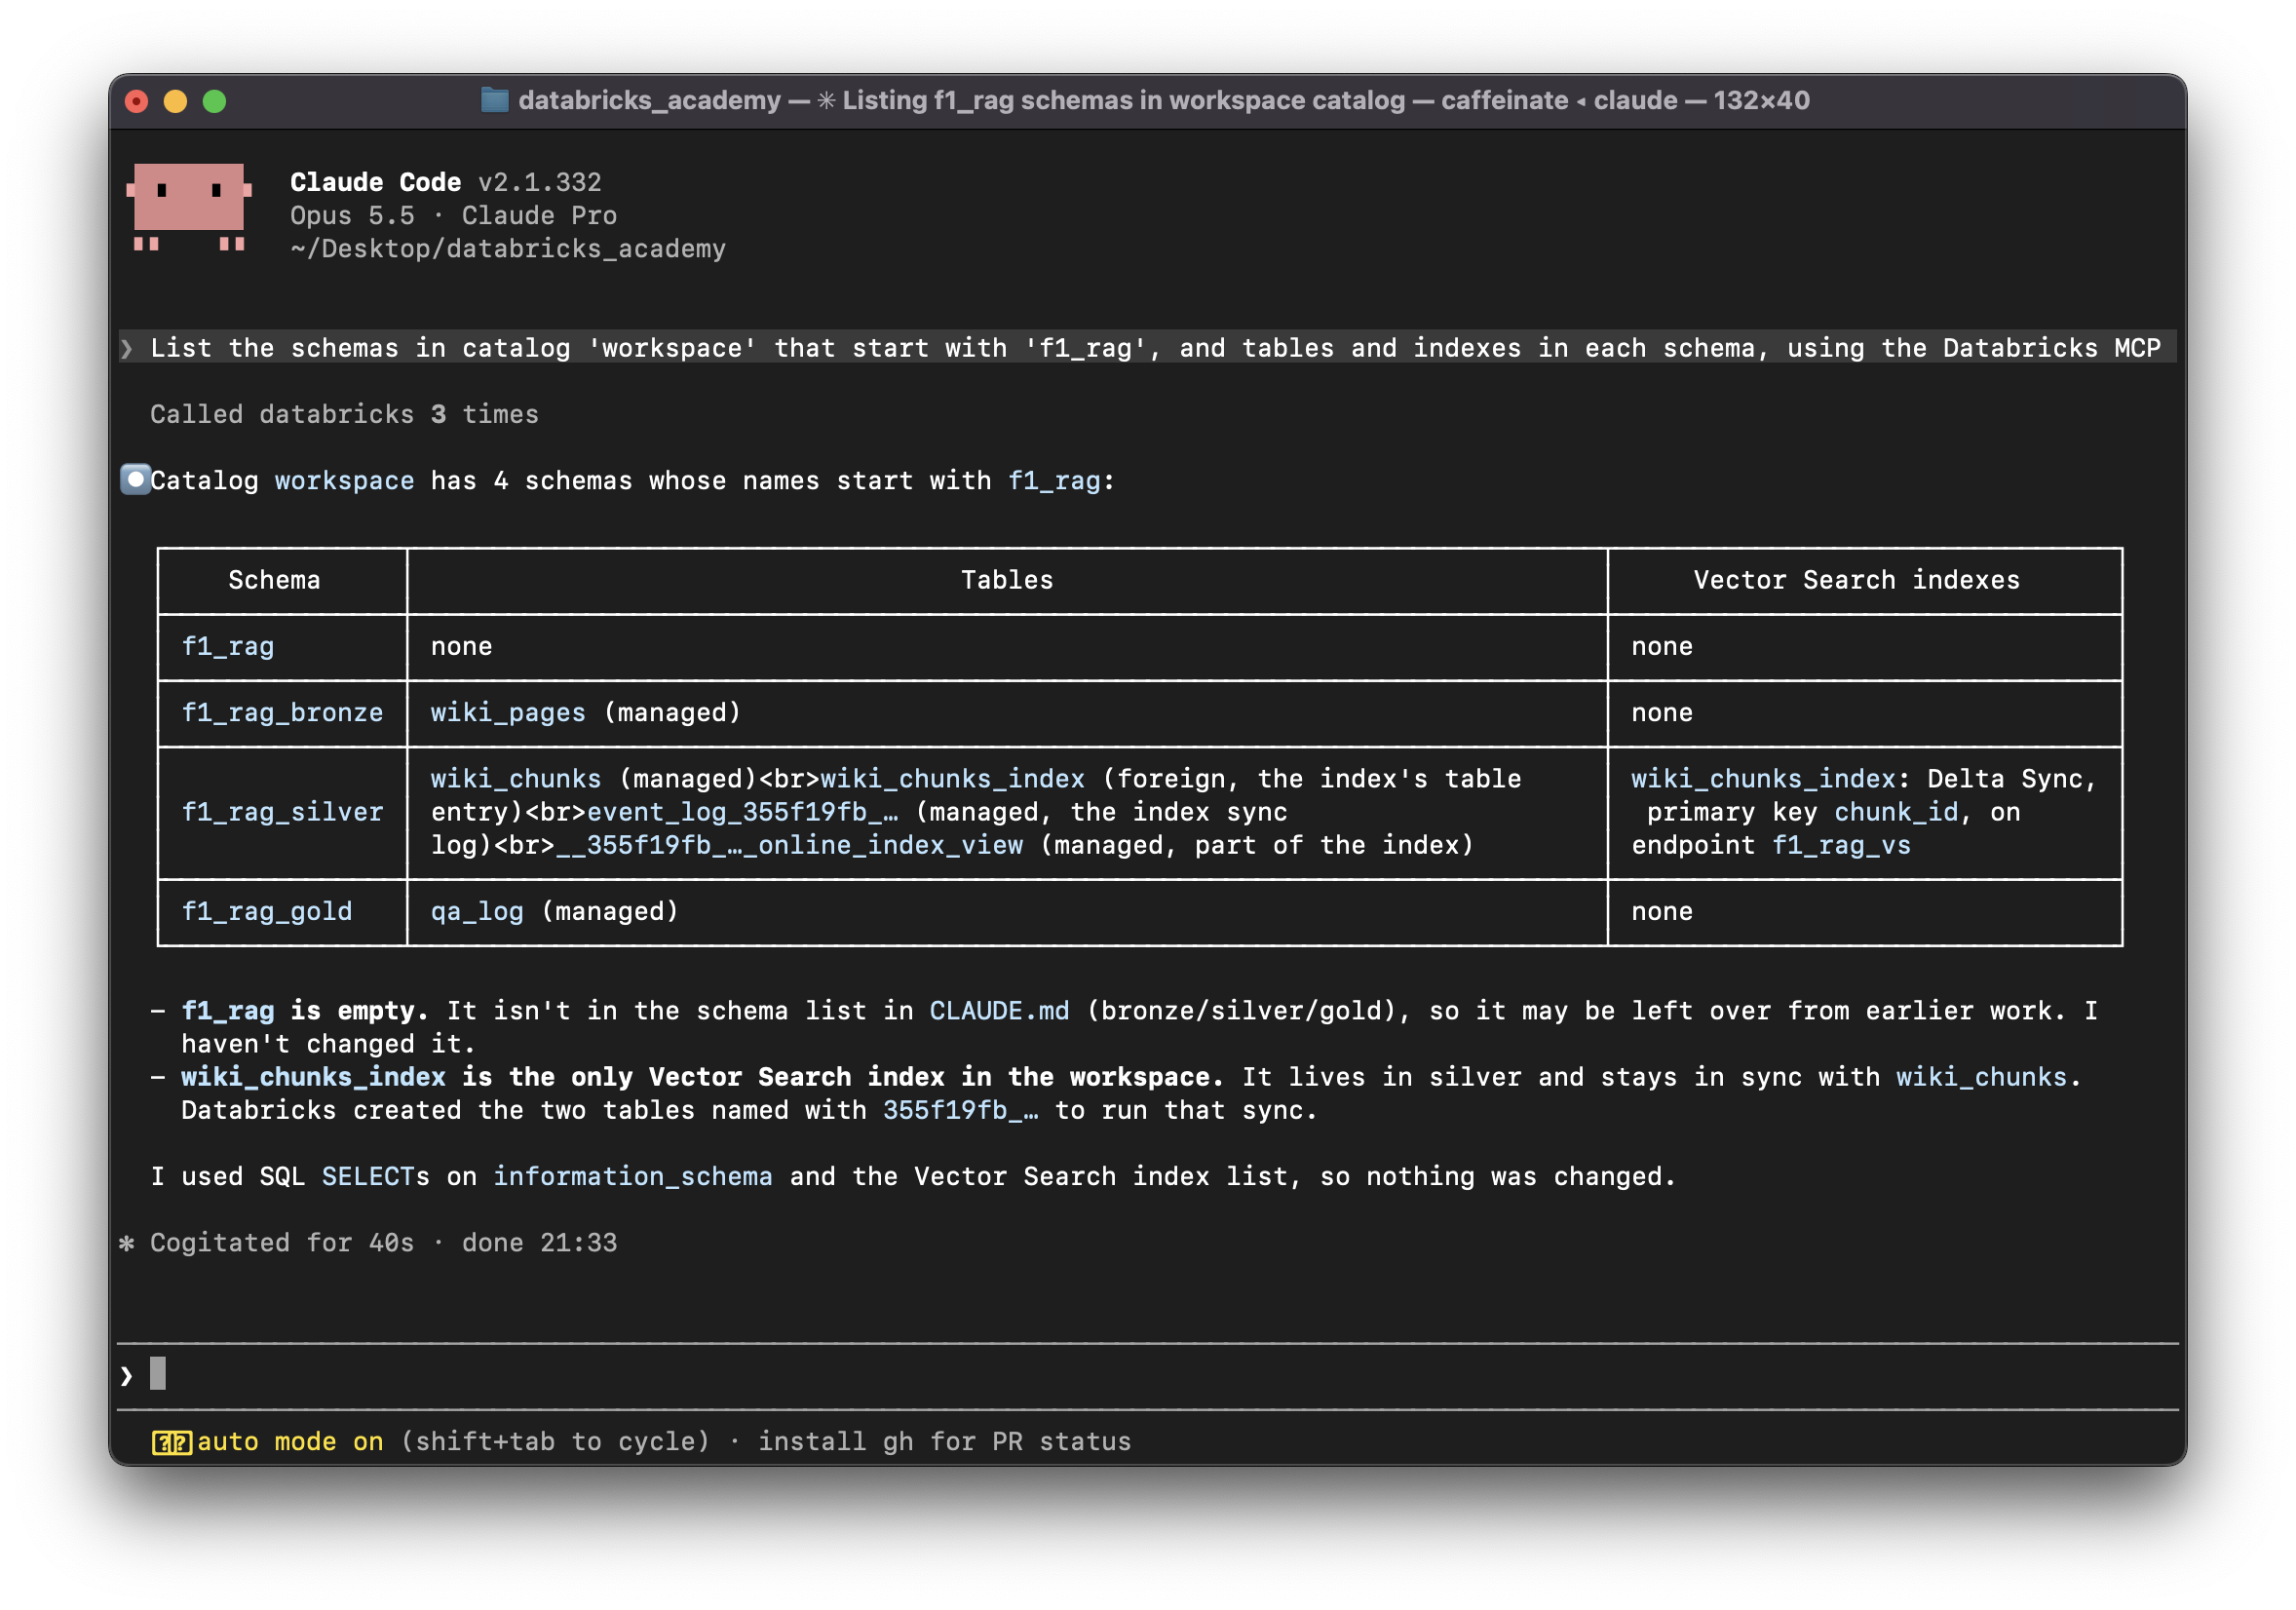 databricks_academy — ✳ Listing f1_rag schemas in workspace catalog — caffeinate ◂ claude — 132×40
Claude Code v2.1.332
Opus 5.5 · Claude Pro
~/Desktop/databricks_academy
❯ List the schemas in catalog 'workspace' that start with 'f1_rag', and tables and indexes in each schema, using the Databricks MCP
Called databricks 3 times
Catalog workspace has 4 schemas whose names start with f1_rag:
Schema Tables Vector Search indexes
f1_rag none none
f1_rag_bronze wiki_pages (managed) none
wiki_chunks (managed)<br>wiki_chunks_index (foreign, the index's table wiki_chunks_index: Delta Sync,
f1_rag_silver entry)<br>event_log_355f19fb_… (managed, the index sync primary key chunk_id, on
log)<br>__355f19fb_…_online_index_view (managed, part of the index) endpoint f1_rag_vs
f1_rag_gold qa_log (managed) none
– f1_rag is empty. It isn't in the schema list in CLAUDE.md (bronze/silver/gold), so it may be left over from earlier work. I
haven't changed it.
– wiki_chunks_index is the only Vector Search index in the workspace. It lives in silver and stays in sync with wiki_chunks.
Databricks created the two tables named with 355f19fb_… to run that sync.
I used SQL SELECTs on information_schema and the Vector Search index list, so nothing was changed.
✻ Cogitated for 40s · done 21:33
❯
auto mode on (shift+tab to cycle) · install gh for PR status